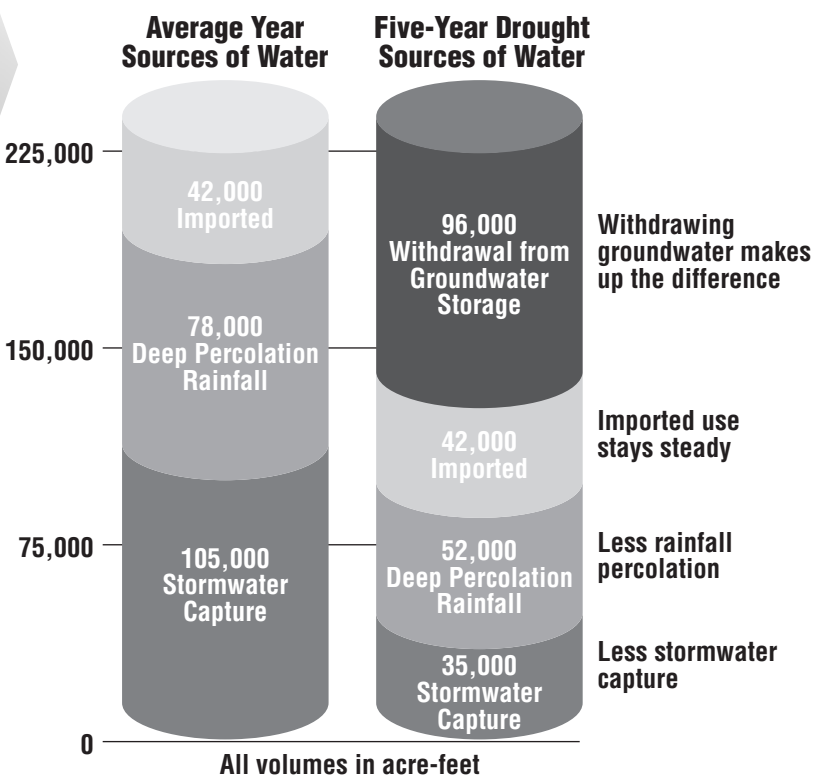 Average Year
Sources of Water
Five-Year Drought
Sources of Water
225,000
150,000
75,000
0
42,000
Imported
78,000
Deep Percolation
Rainfall
105,000
Stormwater
Capture
96,000
Withdrawal from
Groundwater
Storage
42,000
Imported
52,000
Deep Percolation
Rainfall
35,000
Stormwater
Capture
Withdrawing
groundwater makes
up the difference
Imported use
stays steady
Less rainfall
percolation
Less stormwater
capture
All volumes in acre-feet